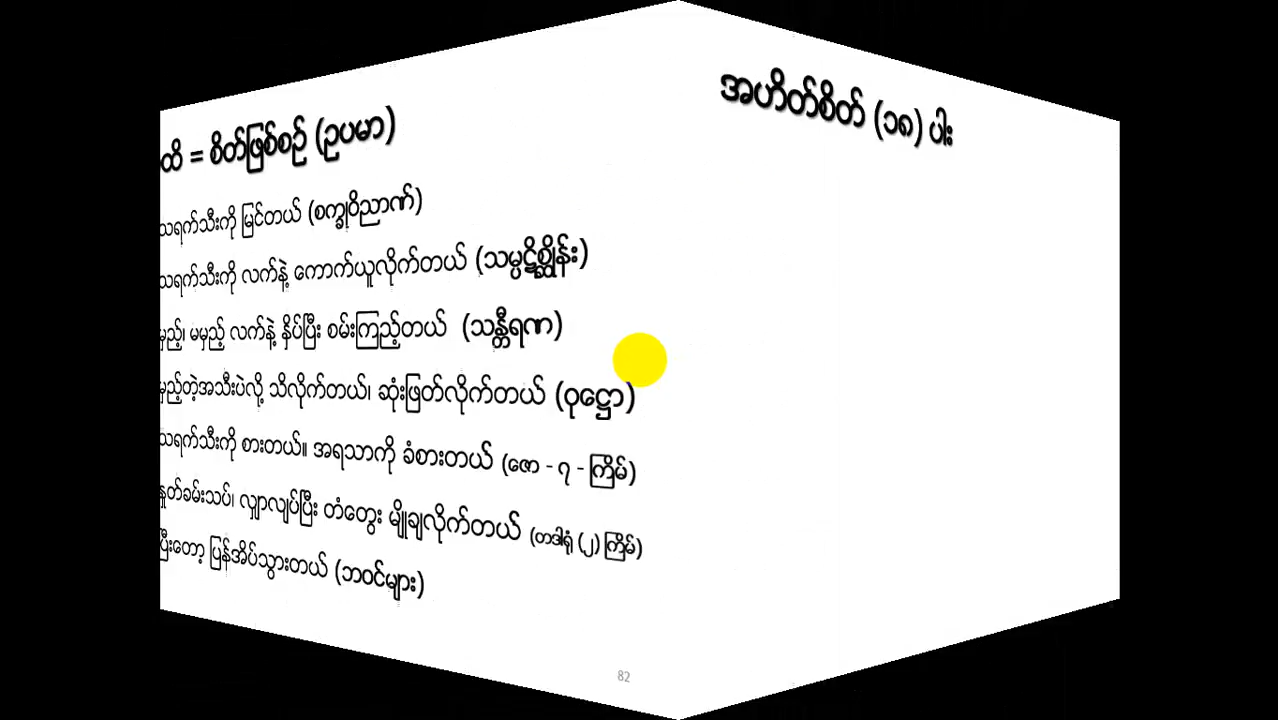 ထိ = စိတ်ဖြစ်စဉ် (ဥပမာ)
သရက်သီးကို မြင်တယ် (စက္ခုဝိညာဏ်)
သရက်သီးကို လက်နဲ့ ကောက်ယူလိုက်တယ် (သမ္ပဋိစ္ဆိုန်း)
မှည့်၊ မမှည့် လက်နဲ့ နှိပ်ပြီး စမ်းကြည့်တယ် (သန္တီရဏ)
မှည့်တဲ့အသီးပဲလို့ သိလိုက်တယ်၊ ဆုံးဖြတ်လိုက်တယ် (ဝုဋ္ဌော)
သရက်သီးကို စားတယ်။ အရသာကို ခံစားတယ် (ဇော - ၇ - ကြိမ်)
နှုတ်ခမ်းသပ်၊ လျှာလျပ်ပြီး တံတွေး မျိုချလိုက်တယ် (တဒါရုံ (၂) ကြိမ်)
ပြီးတော့ ပြန်အိပ်သွားတယ် (ဘဝင်များ)
82
အဟိတ်စိတ် (၁၈) ပါး